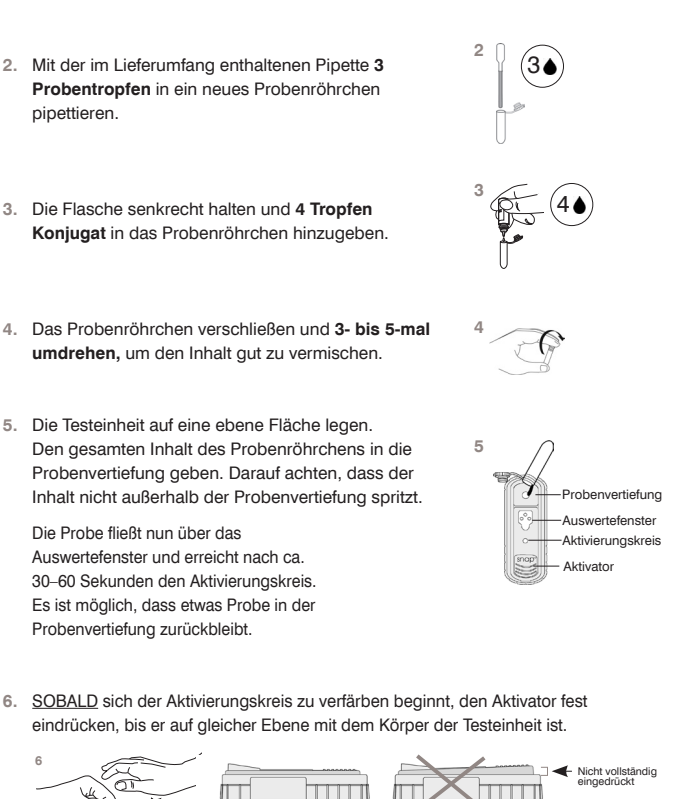 2. Mit der im Lieferumfang enthaltenen Pipette 3
Probentropfen in ein neues Probenröhrchen
pipettieren.
2
3
3. Die Flasche senkrecht halten und 4 Tropfen
Konjugat in das Probenröhrchen hinzugeben.
3
4
4. Das Probenröhrchen verschließen und 3- bis 5-mal
umdrehen, um den Inhalt gut zu vermischen.
4
5. Die Testeinheit auf eine ebene Fläche legen.
Den gesamten Inhalt des Probenröhrchens in die
Probenvertiefung geben. Darauf achten, dass der
Inhalt nicht außerhalb der Probenvertiefung spritzt.
Die Probe fließt nun über das
Auswertefenster und erreicht nach ca.
30–60 Sekunden den Aktivierungskreis.
Es ist möglich, dass etwas Probe in der
Probenvertiefung zurückbleibt.
5
Probenvertiefung
Auswertefenster
Aktivierungskreis
snap
Aktivator
6. SOBALD sich der Aktivierungskreis zu verfärben beginnt, den Aktivator fest
eindrücken, bis er auf gleicher Ebene mit dem Körper der Testeinheit ist.
6
Nicht vollständig
eingedrückt